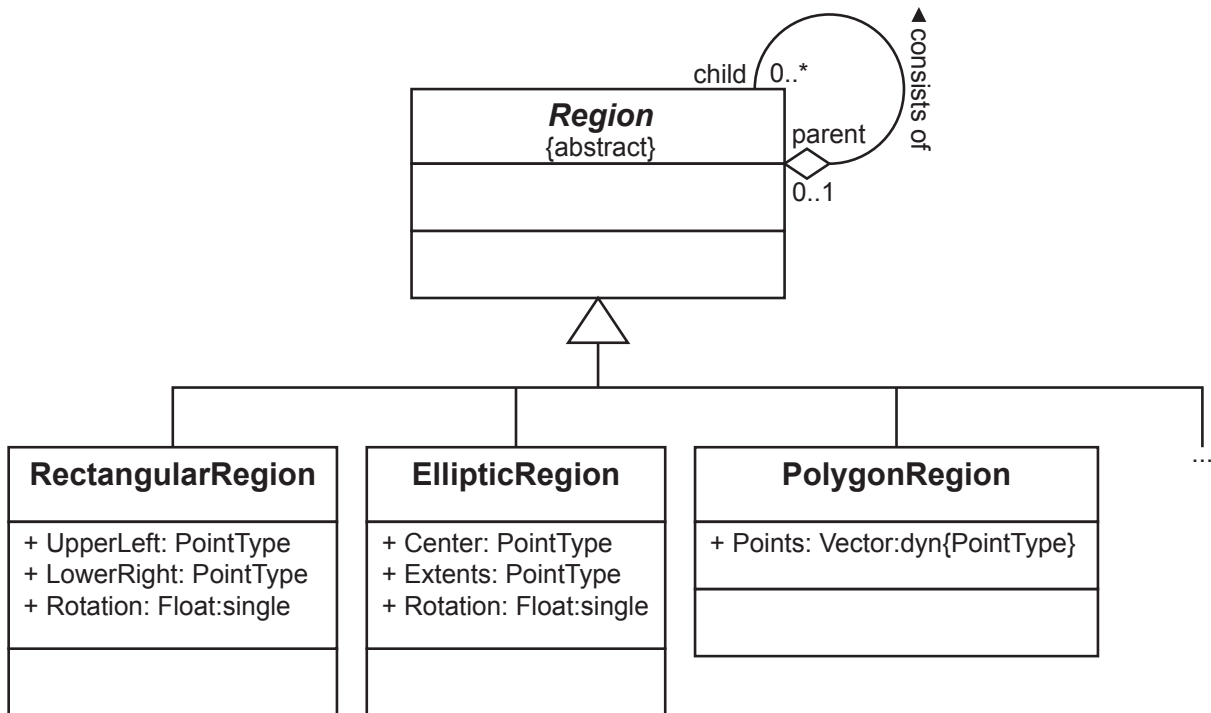 child 0..*
◄ consists of
Region
{abstract}
parent
0..1
RectangularRegion
+ UpperLeft: PointType
+ LowerRight: PointType
+ Rotation: Float:single
EllipticRegion
+ Center: PointType
+ Extents: PointType
+ Rotation: Float:single
PolygonRegion
+ Points: Vector:dyn{PointType}
...